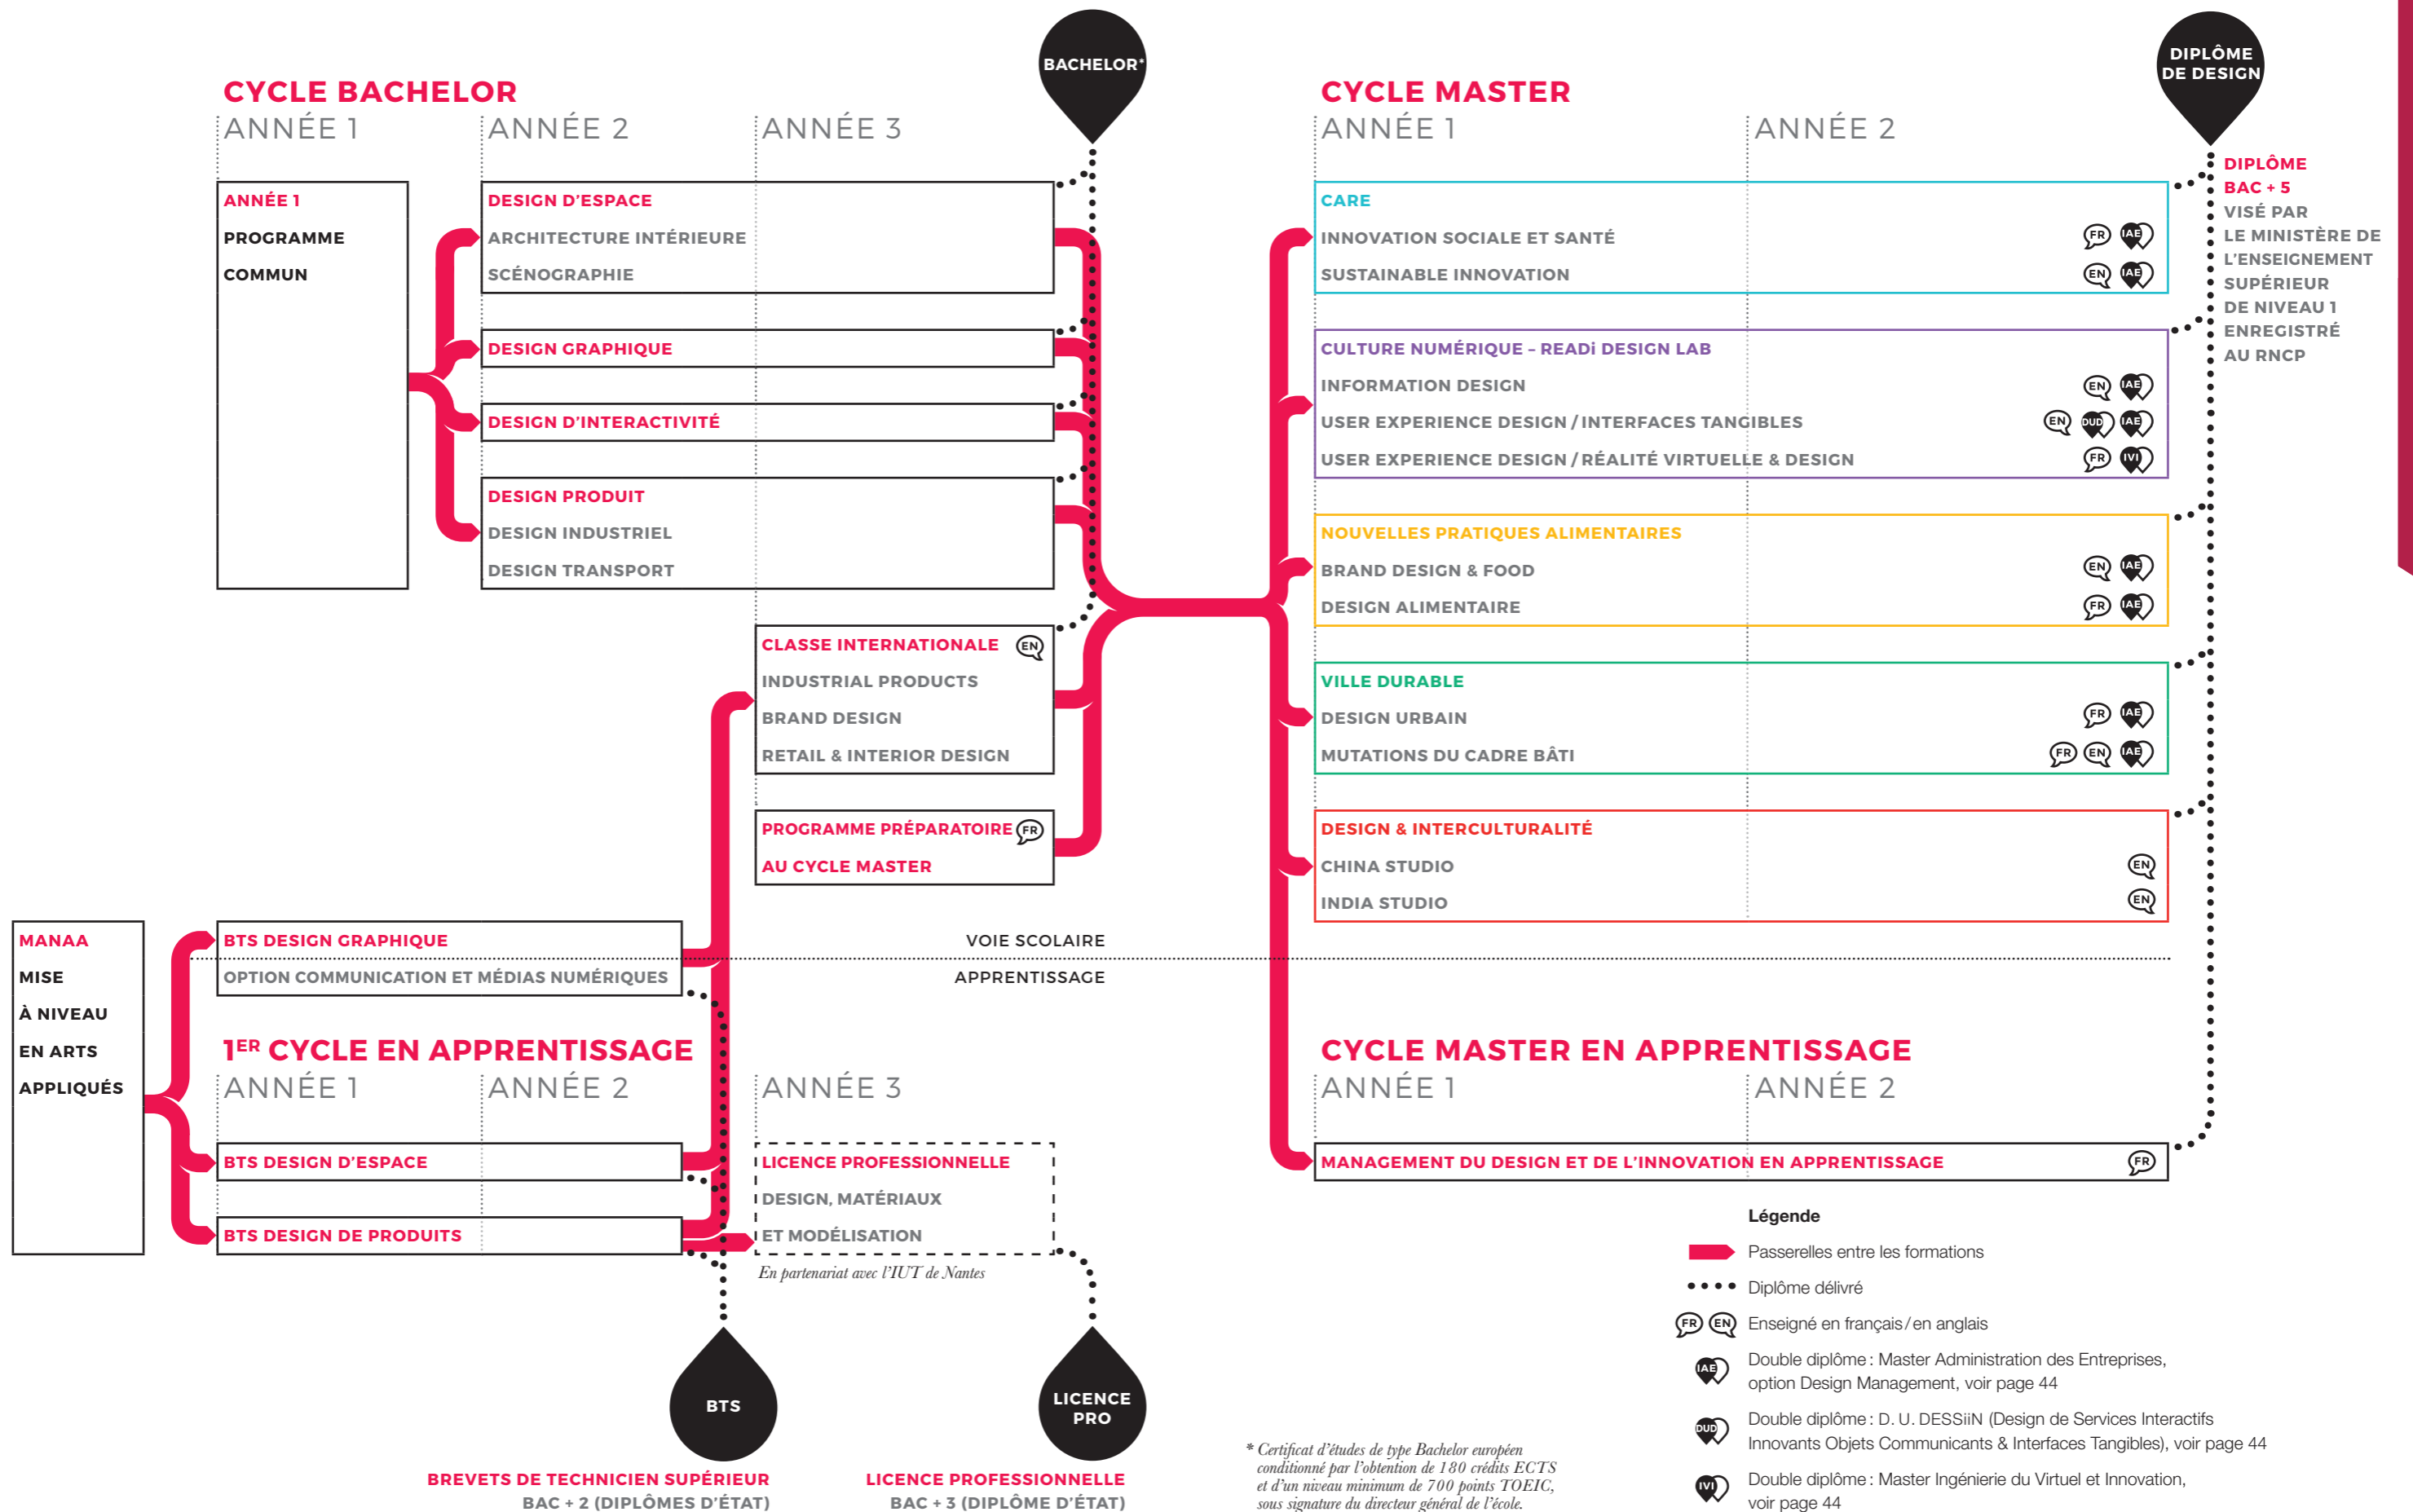 BACHELOR*
DIPLÔME
DE DESIGN
CYCLE BACHELOR
ANNÉE 1
ANNÉE 2
ANNÉE 3
CYCLE MASTER
ANNÉE 1
ANNÉE 2
DIPLÔME
BAC + 5
VISÉ PAR
LE MINISTÈRE DE
L'ENSEIGNEMENT
SUPÉRIEUR
DE NIVEAU 1
ENREGISTRÉ
AU RNCP
ANNÉE 1
PROGRAMME
COMMUN
DESIGN D'ESPACE
ARCHITECTURE INTÉRIEURE
SCÉNOGRAPHIE
DESIGN GRAPHIQUE
DESIGN D'INTERACTIVITÉ
DESIGN PRODUIT
DESIGN INDUSTRIEL
DESIGN TRANSPORT
CLASSE INTERNATIONALE EN
INDUSTRIAL PRODUCTS
BRAND DESIGN
RETAIL & INTERIOR DESIGN
PROGRAMME PRÉPARATOIRE FR
AU CYCLE MASTER
CARE
INNOVATION SOCIALE ET SANTÉ FR IAE
SUSTAINABLE INNOVATION EN IAE
CULTURE NUMÉRIQUE – READi DESIGN LAB
INFORMATION DESIGN EN IAE
USER EXPERIENCE DESIGN / INTERFACES TANGIBLES EN DUD IAE
USER EXPERIENCE DESIGN / RÉALITÉ VIRTUELLE & DESIGN FR IVI
NOUVELLES PRATIQUES ALIMENTAIRES
BRAND DESIGN & FOOD EN IAE
DESIGN ALIMENTAIRE FR IAE
VILLE DURABLE
DESIGN URBAIN FR IAE
MUTATIONS DU CADRE BÂTI FR EN IAE
DESIGN & INTERCULTURALITÉ
CHINA STUDIO EN
INDIA STUDIO EN
MANAA
MISE
À NIVEAU
EN ARTS
APPLIQUÉS
BTS DESIGN GRAPHIQUE
OPTION COMMUNICATION ET MÉDIAS NUMÉRIQUES
VOIE SCOLAIRE
APPRENTISSAGE
1ER CYCLE EN APPRENTISSAGE
ANNÉE 1
ANNÉE 2
ANNÉE 3
BTS DESIGN D'ESPACE
BTS DESIGN DE PRODUITS
LICENCE PROFESSIONNELLE
DESIGN, MATÉRIAUX
ET MODÉLISATION
En partenariat avec l'IUT de Nantes
CYCLE MASTER EN APPRENTISSAGE
ANNÉE 1
ANNÉE 2
MANAGEMENT DU DESIGN ET DE L'INNOVATION EN APPRENTISSAGE FR
BTS
BREVETS DE TECHNICIEN SUPÉRIEUR
BAC + 2 (DIPLÔMES D'ÉTAT)
LICENCE
PRO
LICENCE PROFESSIONNELLE
BAC + 3 (DIPLÔME D'ÉTAT)
* Certificat d'études de type Bachelor européen
conditionné par l'obtention de 180 crédits ECTS
et d'un niveau minimum de 700 points TOEIC,
sous signature du directeur général de l'école.
Légende
Passerelles entre les formations
Diplôme délivré
FR EN Enseigné en français / en anglais
IAE Double diplôme : Master Administration des Entreprises,
option Design Management, voir page 44
DUD Double diplôme : D. U. DESSiiN (Design de Services Interactifs
Innovants Objets Communicants & Interfaces Tangibles), voir page 44
IVI Double diplôme : Master Ingénierie du Virtuel et Innovation,
voir page 44